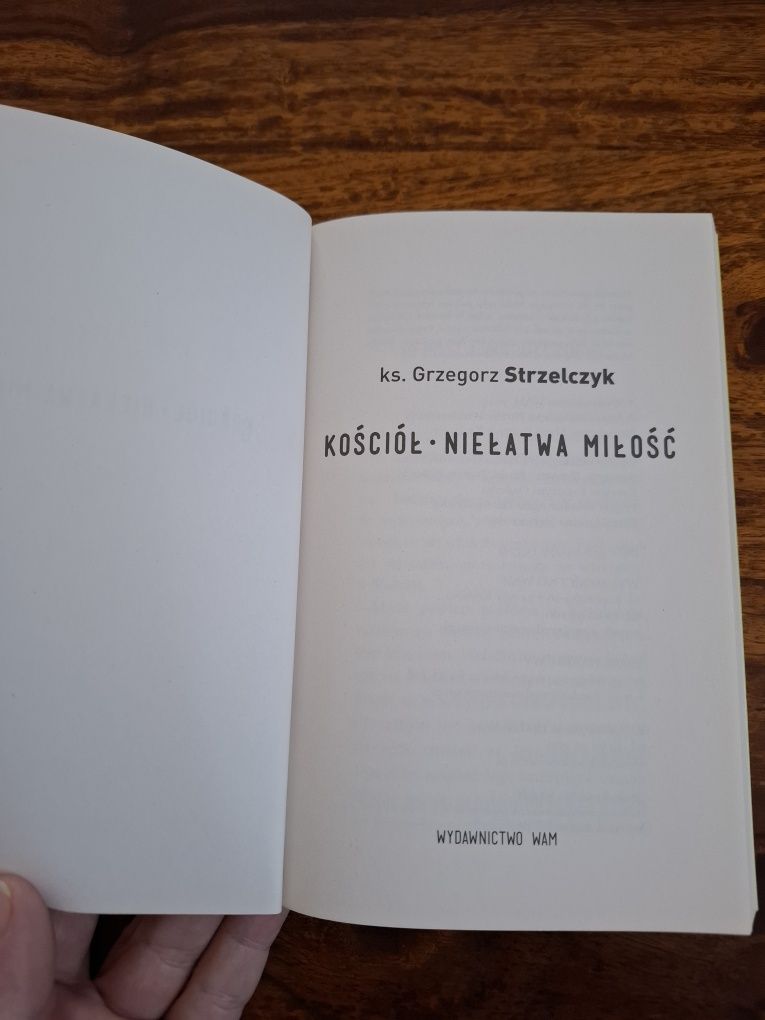 ks. Grzegorz Strzelczyk
KOŚCIÓŁ · NIEŁATWA MIŁOŚĆ
WYDAWNICTWO WAM